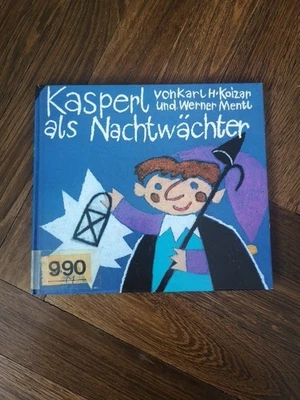 Kasperl von Karl H. Koizar
und Werner Mentl
als Nachtwächter
990